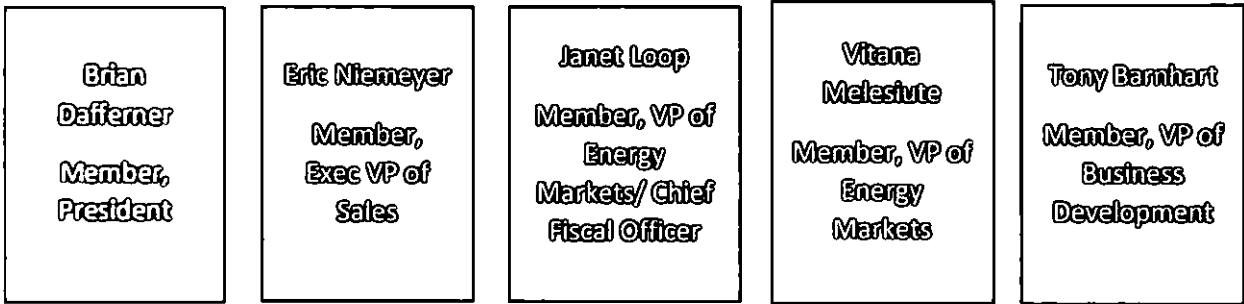 Brian
Dafferner
Member,
President
Eric Niemeyer
Member,
Exec VP of
Sales
Janet Loop
Member, VP of
Energy
Markets/ Chief
Fiscal Officer
Vitana
Melesiute
Member, VP of
Energy
Markets
Tony Barnhart
Member, VP of
Business
Development